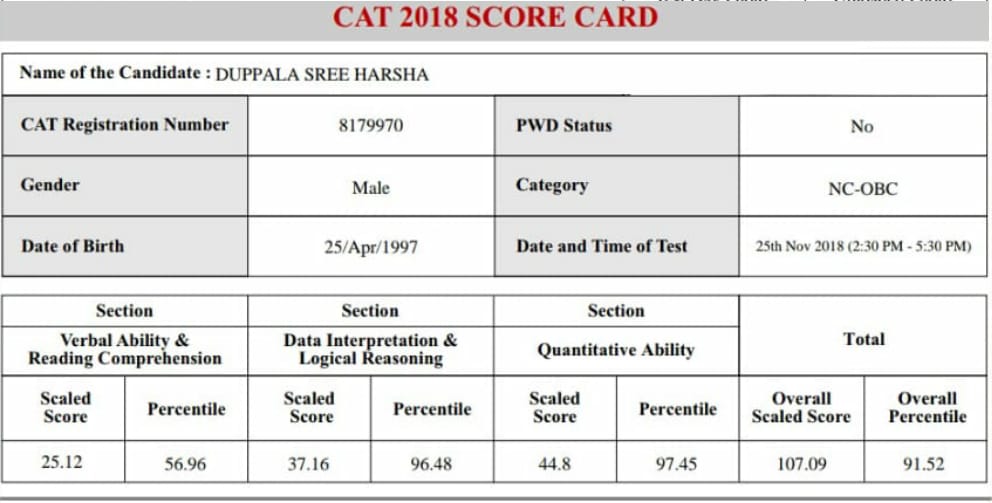 CAT 2018 SCORE CARD
Name of the Candidate : DUPPALA SREE HARSHA
CAT Registration Number 8179970 PWD Status No
Gender Male Category NC-OBC
Date of Birth 25/Apr/1997 Date and Time of Test 25th Nov 2018 (2:30 PM - 5:30 PM)
Section Section Section
Verbal Ability &
Reading Comprehension
Data Interpretation &
Logical Reasoning
Quantitative Ability
Total
Scaled
Score
Percentile
Scaled
Score
Percentile
Scaled
Score
Percentile
Overall
Scaled Score
Overall
Percentile
25.12 56.96 37.16 96.48 44.8 97.45 107.09 91.52